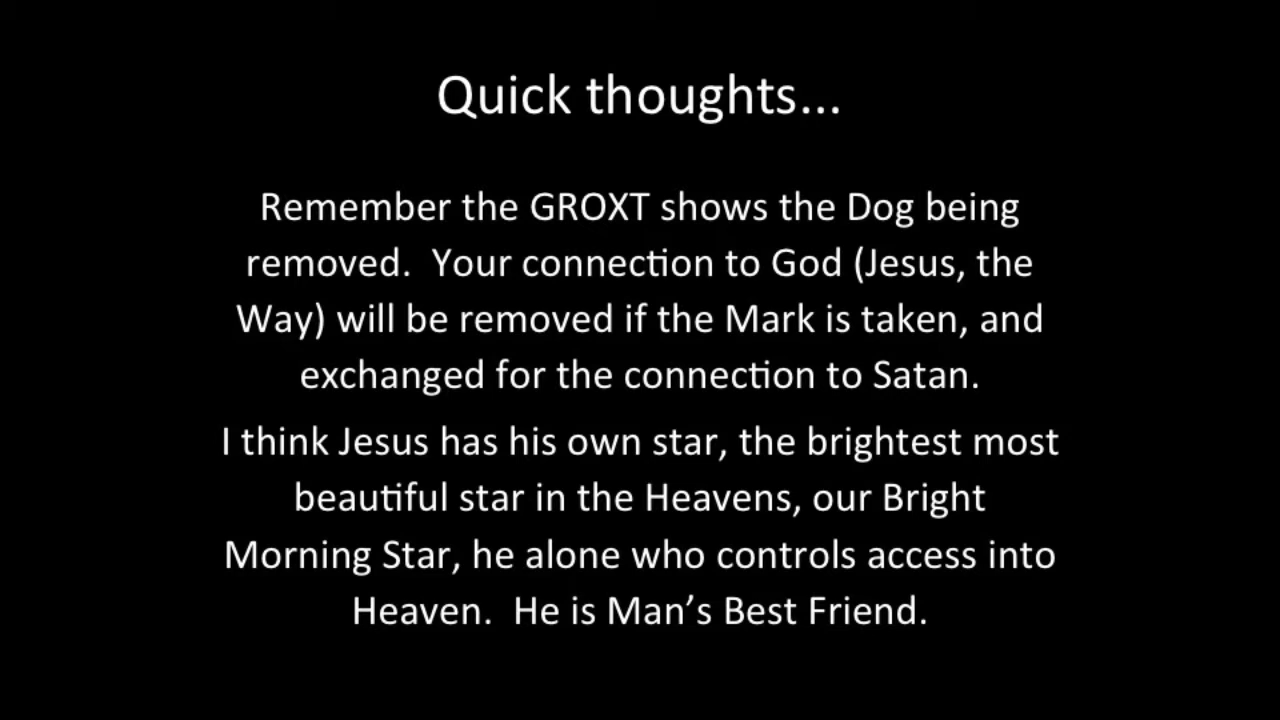 Quick thoughts...
Remember the GROXT shows the Dog being
removed.  Your connection to God (Jesus, the
Way) will be removed if the Mark is taken, and
exchanged for the connection to Satan.
I think Jesus has his own star, the brightest most
beautiful star in the Heavens, our Bright
Morning Star, he alone who controls access into
Heaven.  He is Man’s Best Friend.